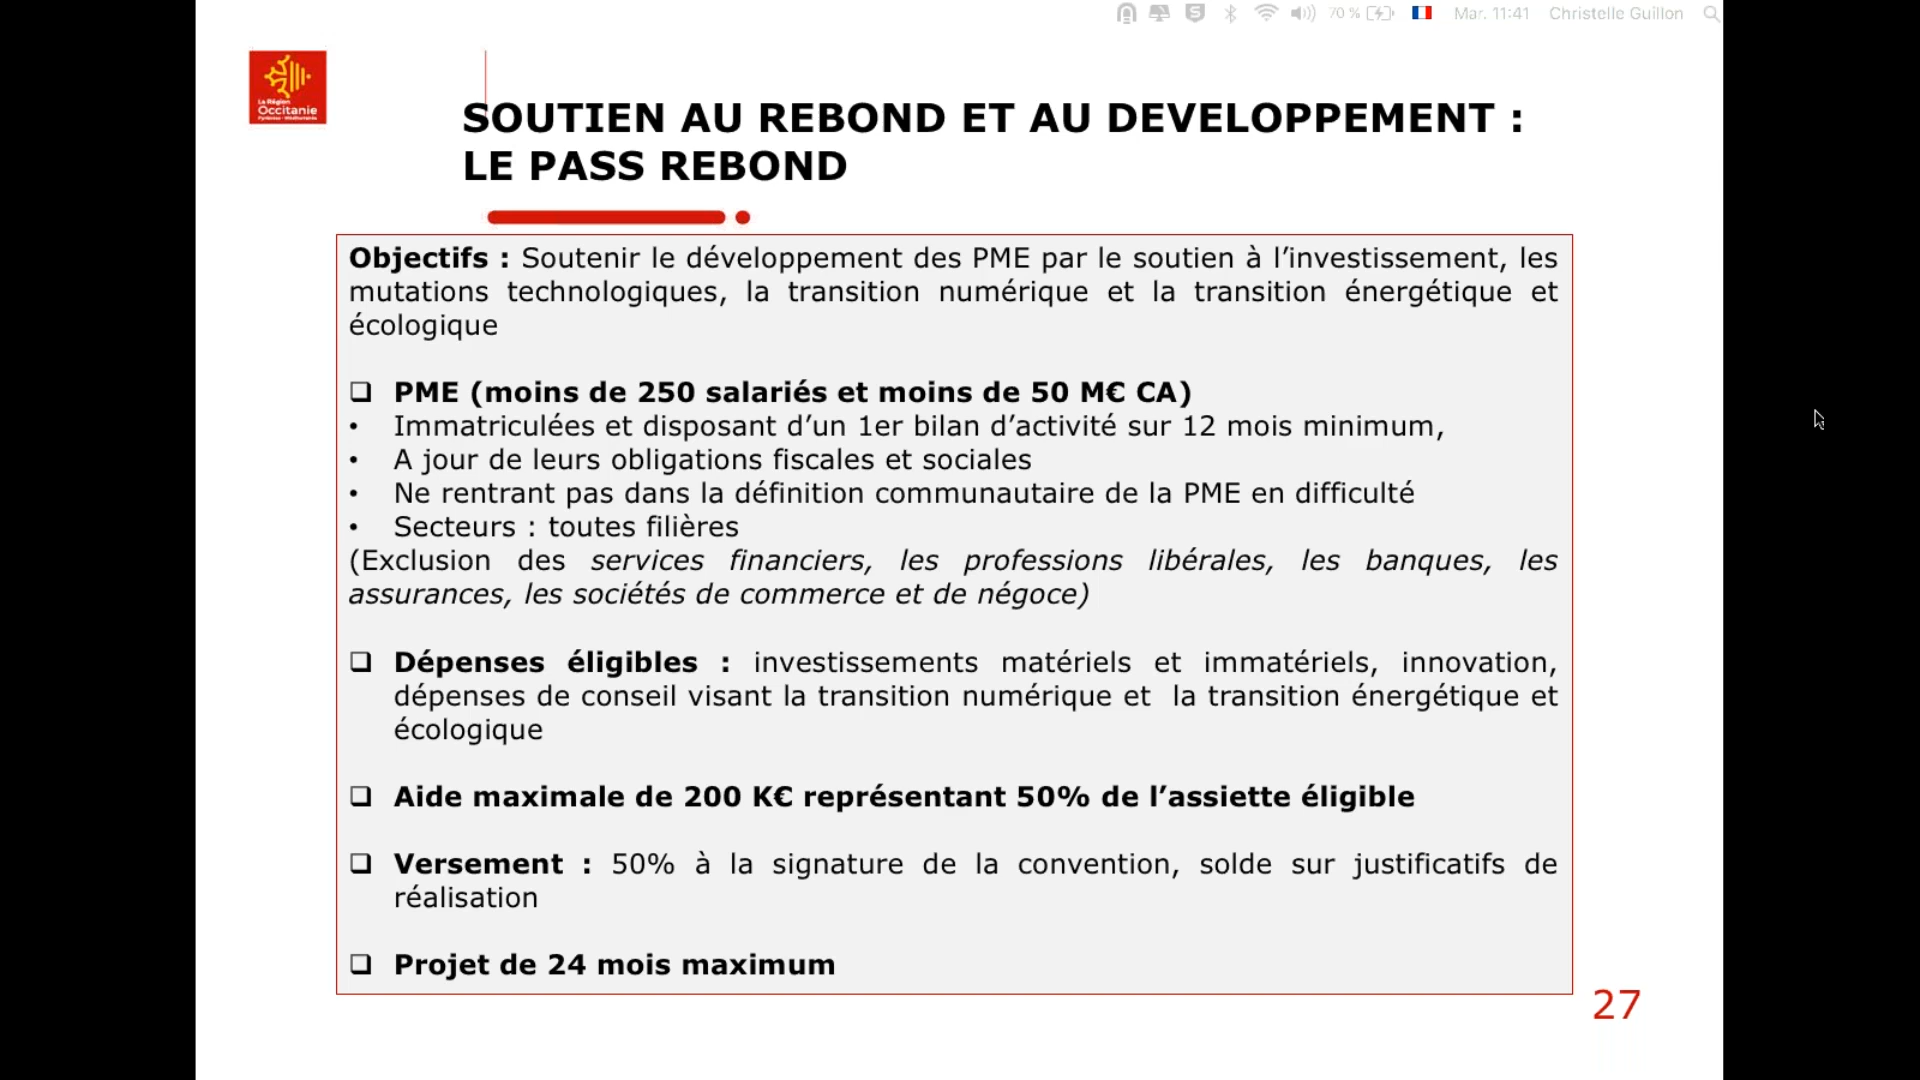 70 % Mar. 11:41 Christelle Guillon
La Région
Occitanie
Pyrénées - Méditerranée
SOUTIEN AU REBOND ET AU DEVELOPPEMENT :
LE PASS REBOND
Objectifs : Soutenir le développement des PME par le soutien à l’investissement, les
mutations technologiques, la transition numérique et la transition énergétique et
écologique
❑ PME (moins de 250 salariés et moins de 50 M€ CA)
• Immatriculées et disposant d’un 1er bilan d’activité sur 12 mois minimum,
• A jour de leurs obligations fiscales et sociales
• Ne rentrant pas dans la définition communautaire de la PME en difficulté
• Secteurs : toutes filières
(Exclusion des services financiers, les professions libérales, les banques, les
assurances, les sociétés de commerce et de négoce)
❑ Dépenses éligibles : investissements matériels et immatériels, innovation,
dépenses de conseil visant la transition numérique et la transition énergétique et
écologique
❑ Aide maximale de 200 K€ représentant 50% de l’assiette éligible
❑ Versement : 50% à la signature de la convention, solde sur justificatifs de
réalisation
❑ Projet de 24 mois maximum
27